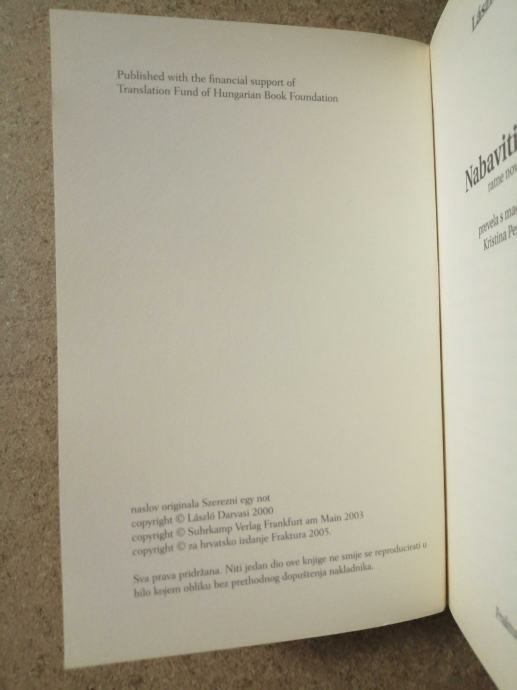 Published with the financial support of
Translation Fund of Hungarian Book Foundation
naslov originala Szerezni egy not
copyright © László Darvasi 2000
copyright © Suhrkamp Verlag Frankfurt am Main 2003
copyright © za hrvatsko izdanje Fraktura 2005.
Sva prava pridržana. Niti jedan dio ove knjige ne smije se reproducirati u
bilo kojem obliku bez prethodnog dopuštenja nakladnika.
Nabaviti
ratne
prevela s
Kristina